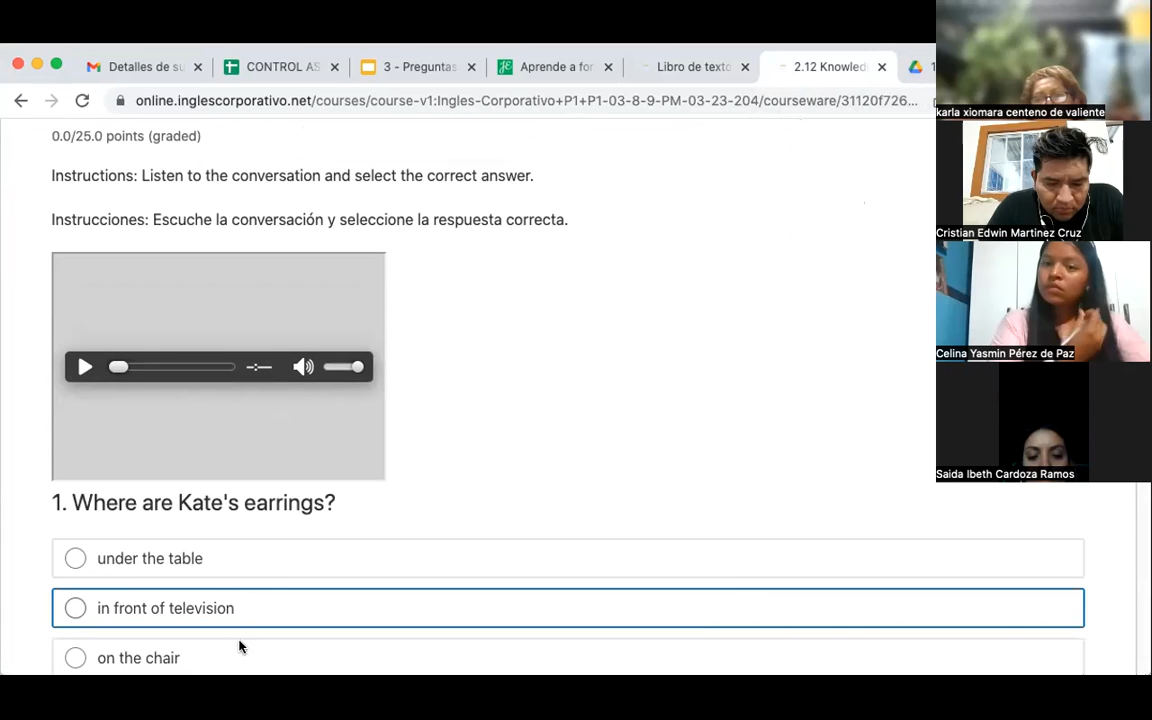 Detalles de su
CONTROL AS
3 - Preguntas
Aprende a for
Libro de texto
2.12 Knowled
online.inglescorporativo.net/courses/course-v1:Ingles-Corporativo+P1+P1-03-8-9-PM-03-23-204/courseware/31120f726...
0.0/25.0 points (graded)
Instructions: Listen to the conversation and select the correct answer.
Instrucciones: Escuche la conversación y seleccione la respuesta correcta.
1. Where are Kate's earrings?
under the table
in front of television
on the chair
karla xiomara centeno de valiente
Cristian Edwin Martínez Cruz
Celina Yasmin Pérez de Paz
Saida Ibeth Cardoza Ramos